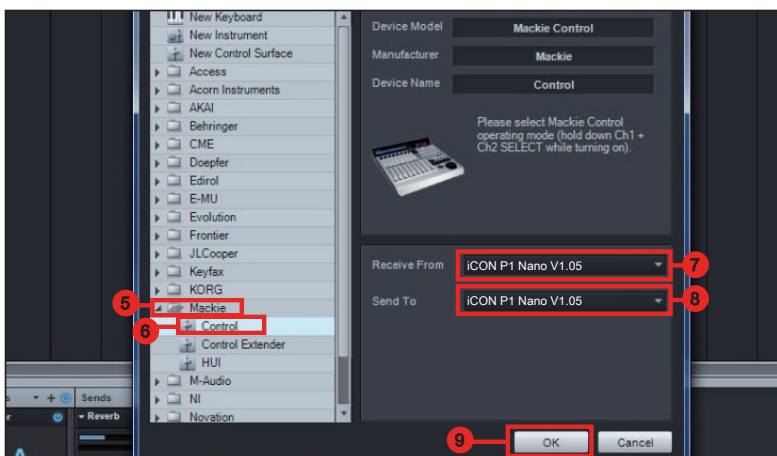 New Keyboard
New Instrument
New Control Surface
Access
Acorn Instruments
AKAI
Behringer
CME
Doepfer
Edirol
E-MU
Evolution
Frontier
JLCooper
Keyfax
KORG
5
Mackie
6
Control
Control Extender
HUI
M-Audio
NI
Novation
Device Model
Mackie Control
Manufacturer
Mackie
Device Name
Control
Please select Mackie Control
operating mode (hold down Ch1 +
Ch2 SELECT while turning on).
Receive From
iCON P1 Nano V1.05
7
Send To
iCON P1 Nano V1.05
8
9
OK
Cancel
Sends
Reverb